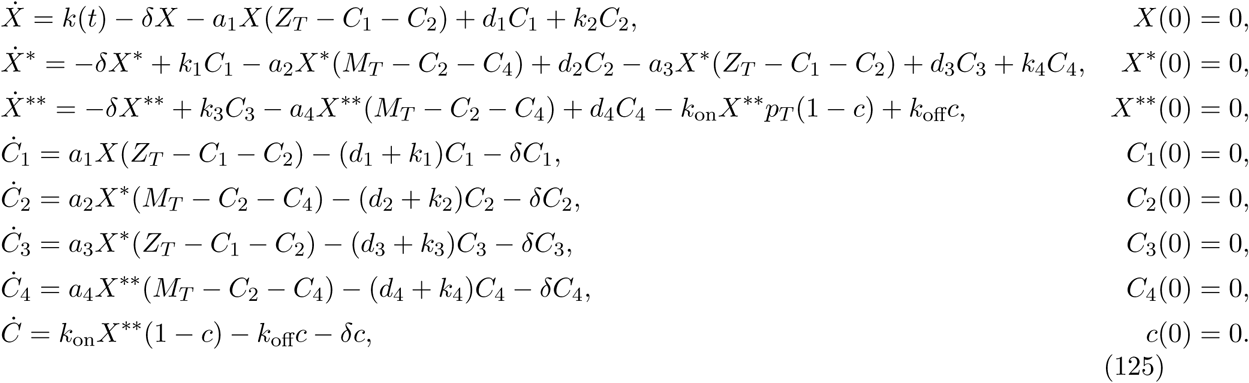 Ẋ = k(t) − δX − a₁X(Z_T − C₁ − C₂) + d₁C₁ + k₂C₂, X(0) = 0,
Ẋ* = −δX* + k₁C₁ − a₂X*(M_T − C₂ − C₄) + d₂C₂ − a₃X*(Z_T − C₁ − C₂) + d₃C₃ + k₄C₄, X*(0) = 0,
Ẋ** = −δX** + k₃C₃ − a₄X**(M_T − C₂ − C₄) + d₄C₄ − k_on X** p_T(1 − c) + k_off c, X**(0) = 0,
Ċ₁ = a₁X(Z_T − C₁ − C₂) − (d₁ + k₁)C₁ − δC₁, C₁(0) = 0,
Ċ₂ = a₂X*(M_T − C₂ − C₄) − (d₂ + k₂)C₂ − δC₂, C₂(0) = 0,
Ċ₃ = a₃X*(Z_T − C₁ − C₂) − (d₃ + k₃)C₃ − δC₃, C₃(0) = 0,
Ċ₄ = a₄X**(M_T − C₂ − C₄) − (d₄ + k₄)C₄ − δC₄, C₄(0) = 0,
Ċ = k_on X**(1 − c) − k_off c − δc, c(0) = 0.
(125)